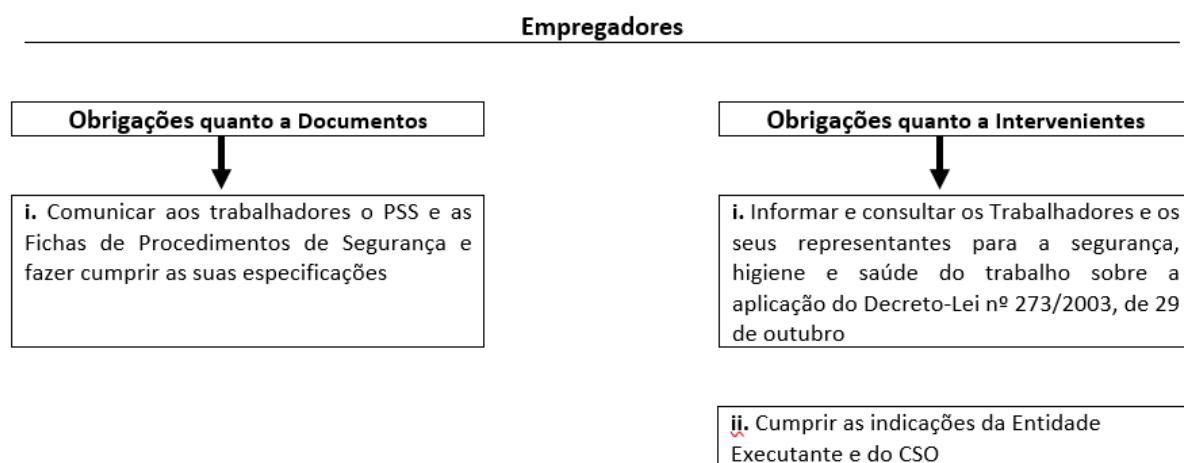 Empregadores
Obrigações quanto a Documentos
i. Comunicar aos trabalhadores o PSS e as
Fichas de Procedimentos de Segurança e
fazer cumprir as suas especificações
Obrigações quanto a Intervenientes
i. Informar e consultar os Trabalhadores e os
seus representantes para a segurança,
higiene e saúde do trabalho sobre a
aplicação do Decreto-Lei nº 273/2003, de 29
de outubro
ii. Cumprir as indicações da Entidade
Executante e do CSO